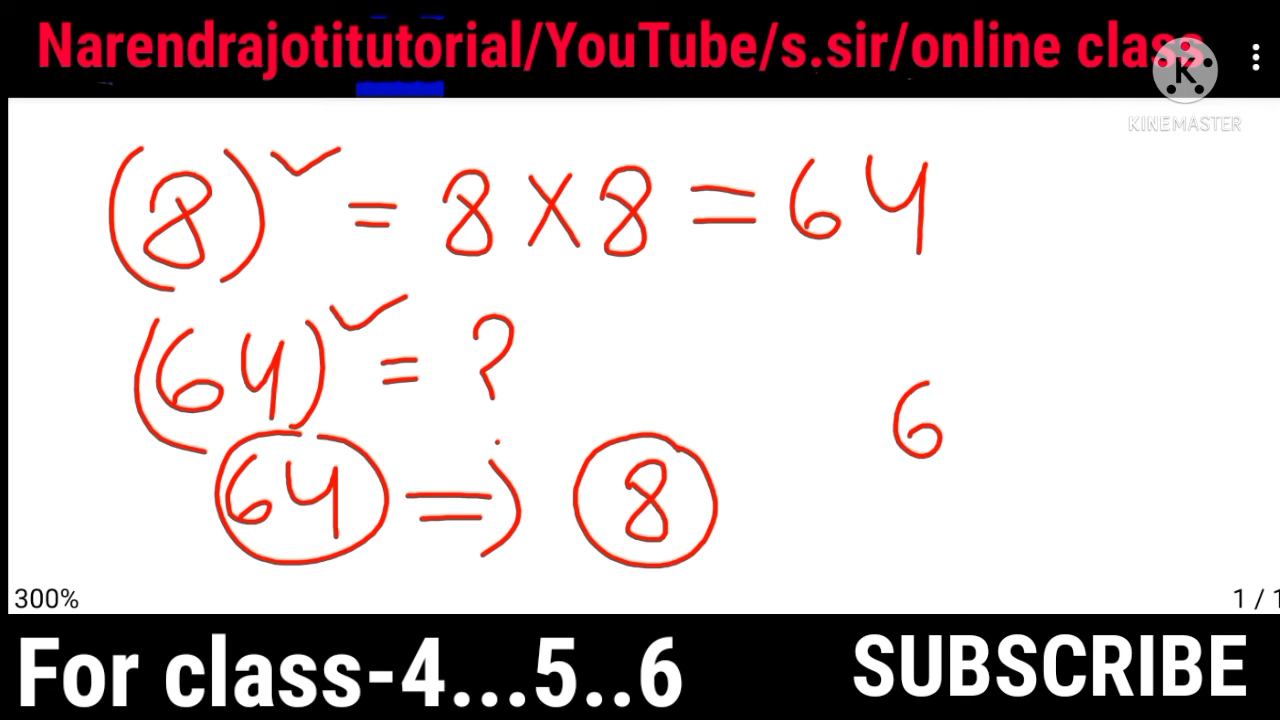 Narendrajotitutorial/YouTube/s.sir/online class
K
KINEMASTER
(8)✓ = 8 X 8 = 64
(64)✓ = ?
6
64 => 8
300%
1 / 1
For class-4...5..6
SUBSCRIBE